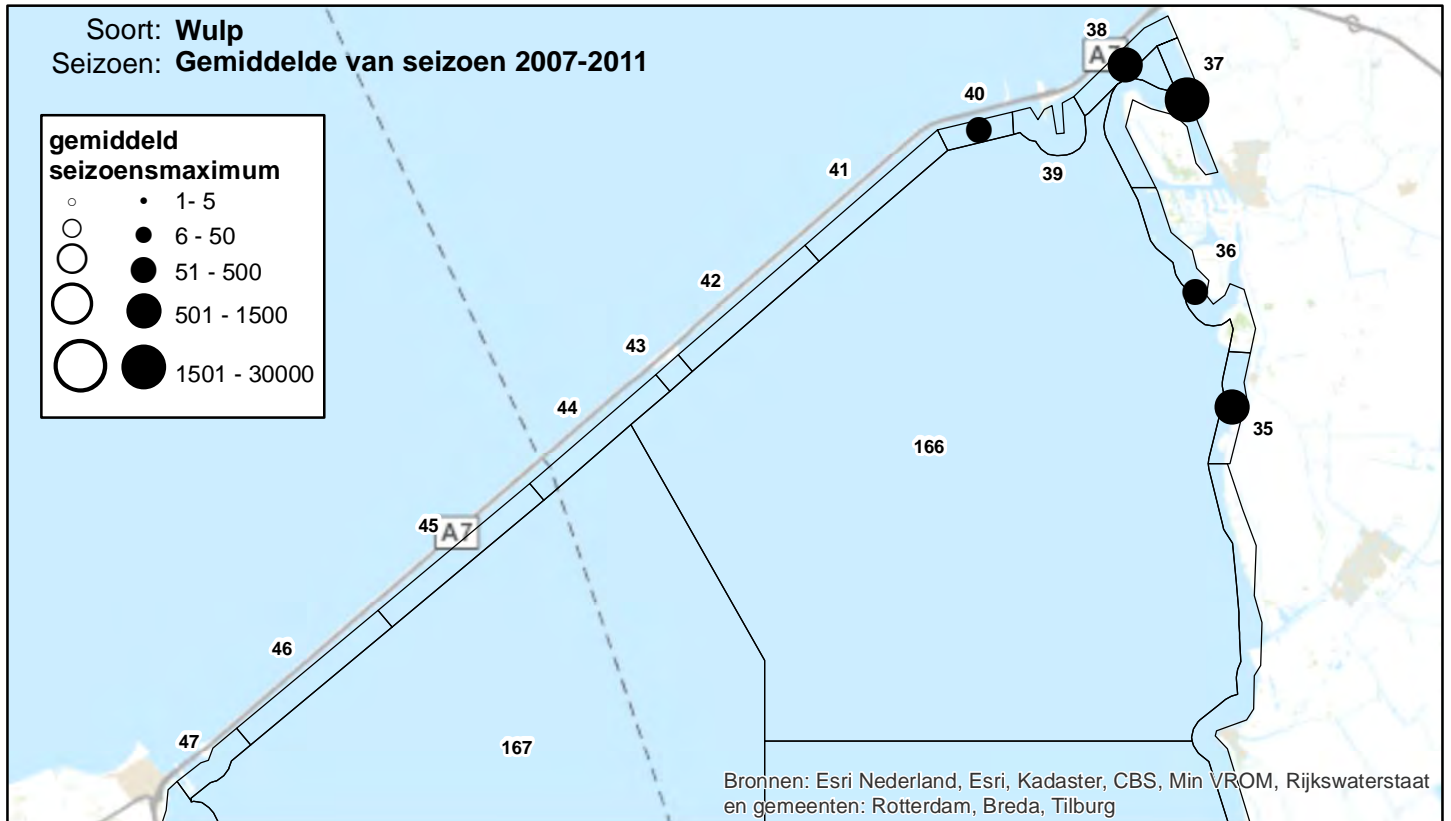 Soort: Wulp
Seizoen: Gemiddelde van seizoen 2007-2011
gemiddeld
seizoensmaximum
1- 5
6 - 50
51 - 500
501 - 1500
1501 - 30000
38
A7
37
40
41
39
36
42
43
44
35
166
45
A7
46
47
167
Bronnen: Esri Nederland, Esri, Kadaster, CBS, Min VROM, Rijkswaterstaat
en gemeenten: Rotterdam, Breda, Tilburg